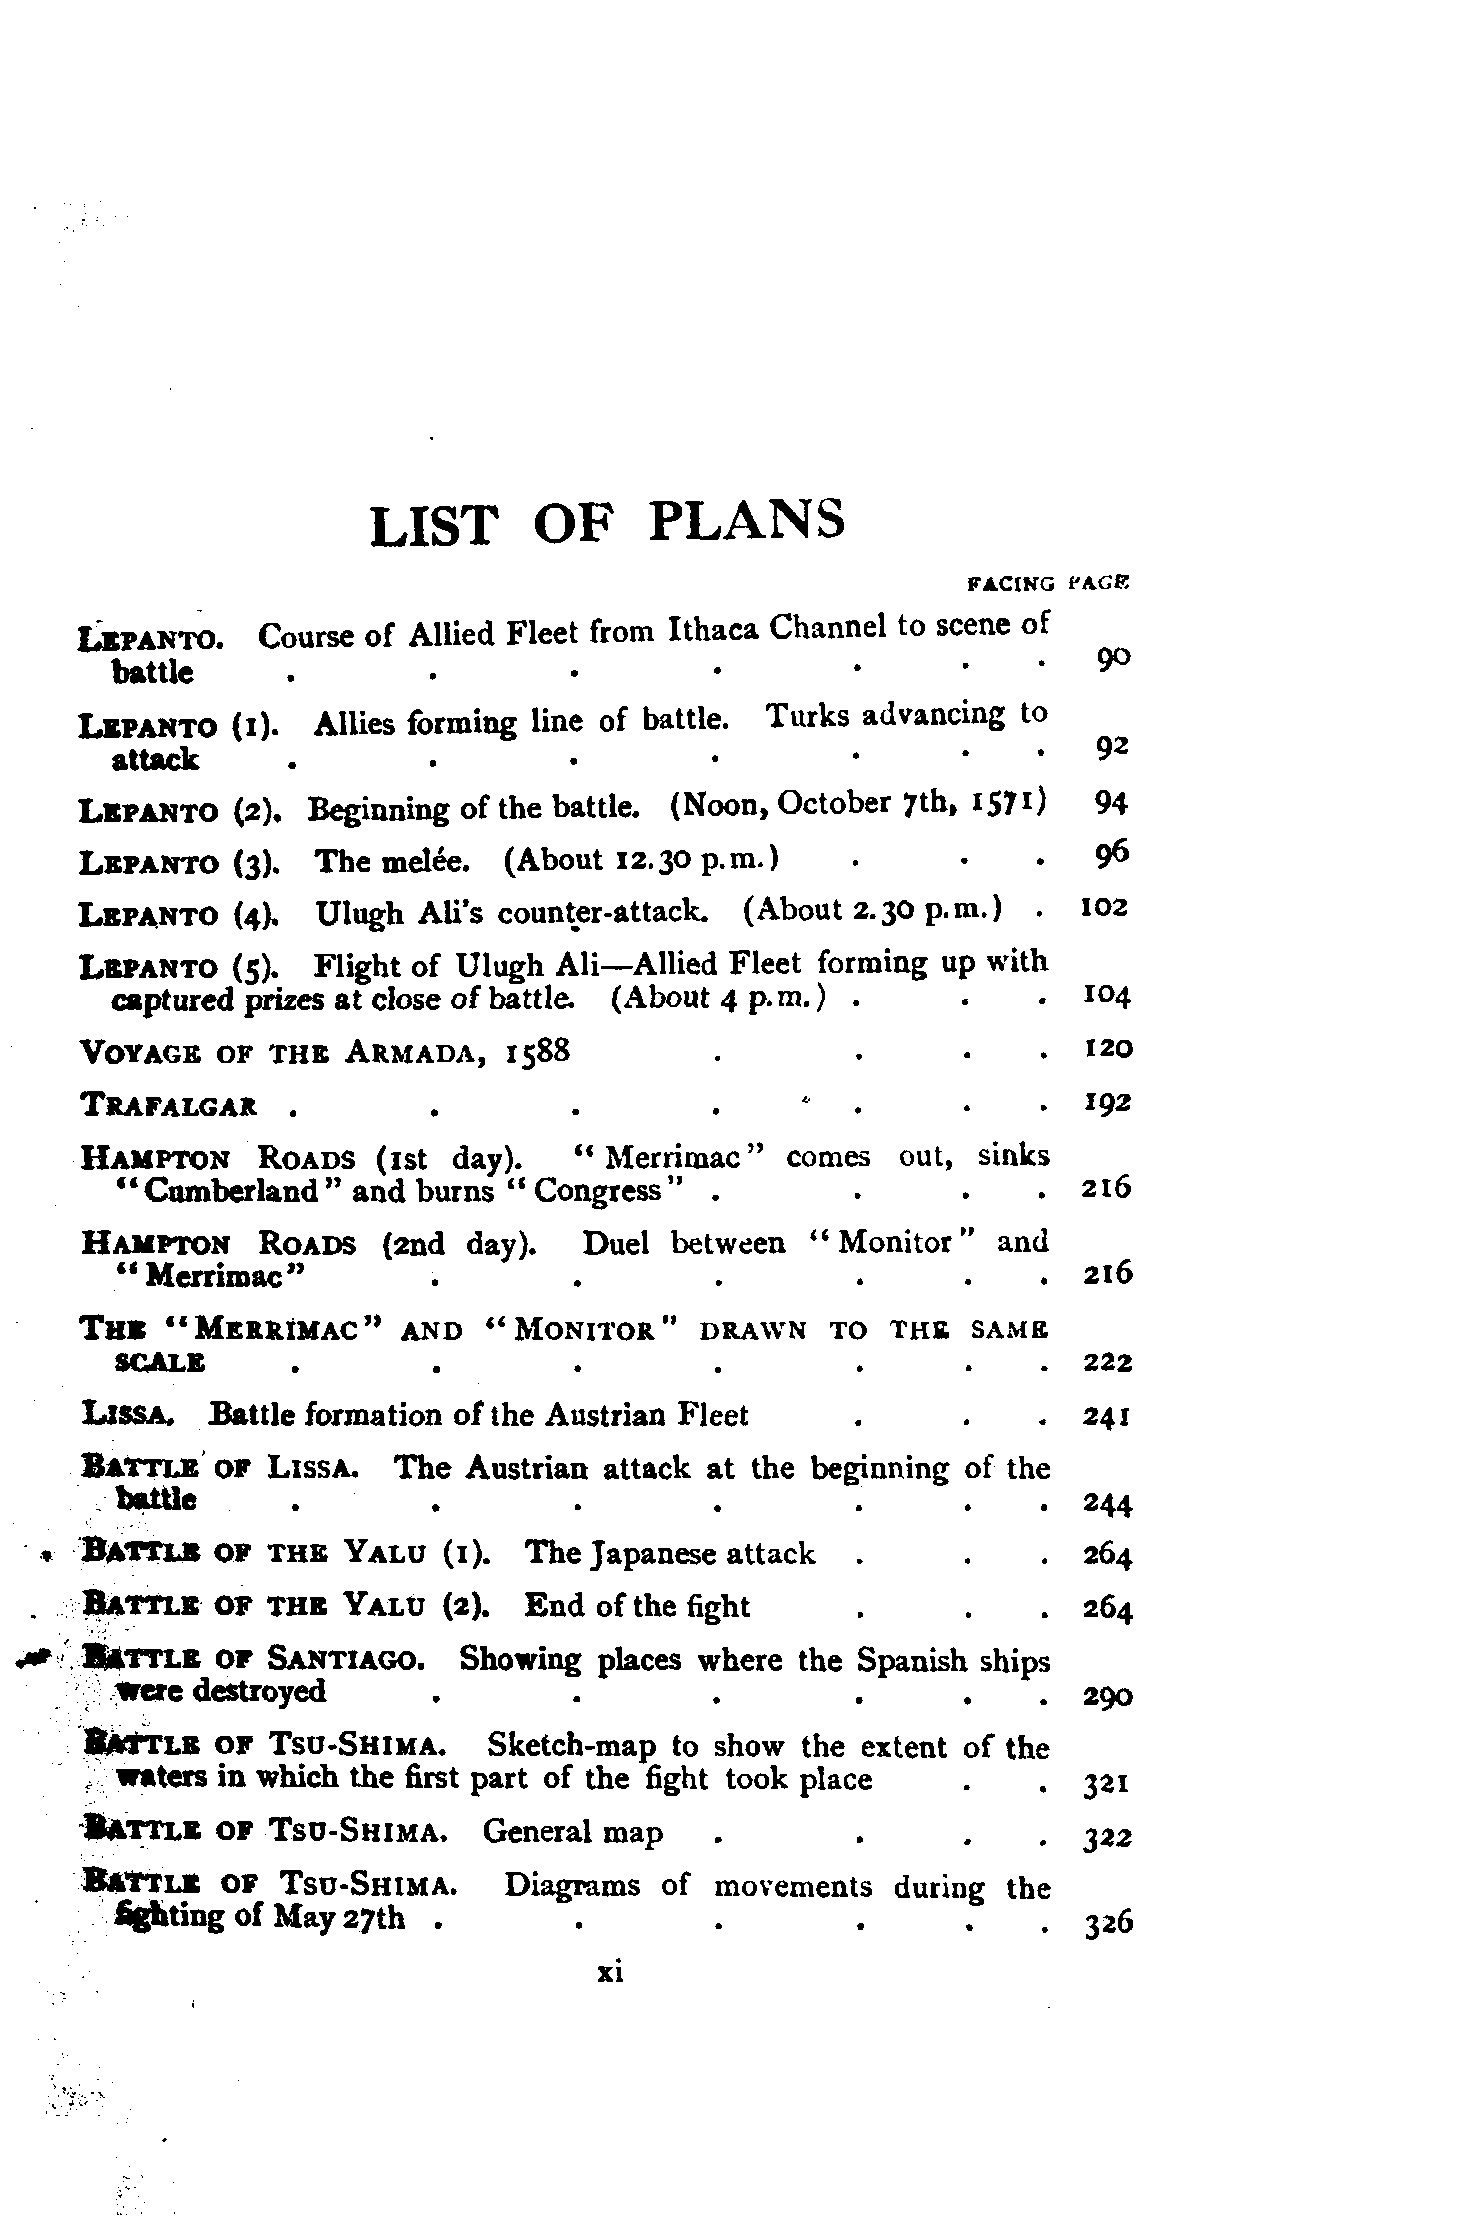 LIST OF PLANS
FACING PAGE
LEPANTO. Course of Allied Fleet from Ithaca Channel to scene of
battle . . . . . . 90
LEPANTO (1). Allies forming line of battle. Turks advancing to
attack . . . . . . 92
LEPANTO (2). Beginning of the battle. (Noon, October 7th, 1571) 94
LEPANTO (3). The melée. (About 12.30 p.m.) . . . 96
LEPANTO (4). Ulugh Ali's counter-attack. (About 2.30 p.m.) . 102
LEPANTO (5). Flight of Ulugh Ali—Allied Fleet forming up with
captured prizes at close of battle. (About 4 p.m.) . . . 104
VOYAGE OF THE ARMADA, 1588 . . . . 120
TRAFALGAR . . . . . . . 192
HAMPTON ROADS (1st day). "Merrimac" comes out, sinks
"Cumberland" and burns "Congress" . . . . 216
HAMPTON ROADS (2nd day). Duel between "Monitor" and
"Merrimac" . . . . . . 216
THE "MERRIMAC" AND "MONITOR" DRAWN TO THE SAME
SCALE . . . . . . . 222
LISSA. Battle formation of the Austrian Fleet . . . 241
BATTLE OF LISSA. The Austrian attack at the beginning of the
battle . . . . . . . 244
BATTLE OF THE YALU (1). The Japanese attack . . . 264
BATTLE OF THE YALU (2). End of the fight . . . 264
BATTLE OF SANTIAGO. Showing places where the Spanish ships
were destroyed . . . . . . 290
BATTLE OF TSU-SHIMA. Sketch-map to show the extent of the
waters in which the first part of the fight took place . . 321
BATTLE OF TSU-SHIMA. General map . . . . 322
BATTLE OF TSU-SHIMA. Diagrams of movements during the
fighting of May 27th . . . . . . 326
xi